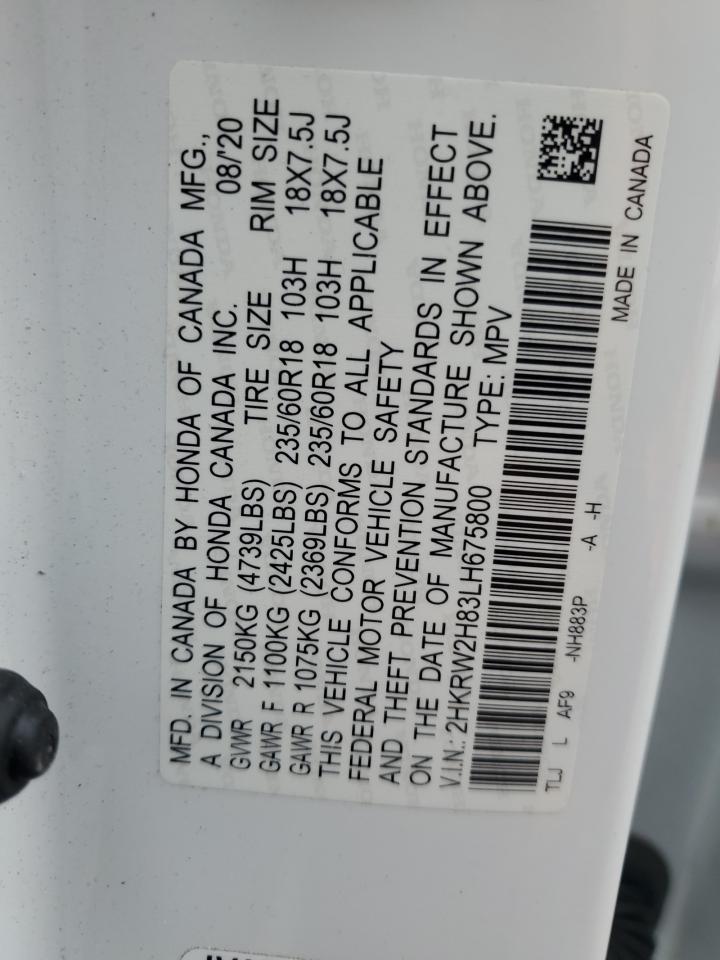 MFD. IN CANADA BY HONDA OF CANADA MFG.,
A DIVISION OF HONDA CANADA INC. 08/'20
GVWR 2150KG (4739LBS) TIRE SIZE RIM SIZE
GAWR F 1100KG (2425LBS) 235/60R18 103H 18X7.5J
GAWR R 1075KG (2369LBS) 235/60R18 103H 18X7.5J
THIS VEHICLE CONFORMS TO ALL APPLICABLE
FEDERAL MOTOR VEHICLE SAFETY
AND THEFT PREVENTION STANDARDS IN EFFECT
ON THE DATE OF MANUFACTURE SHOWN ABOVE.
V.I.N.: 2HKRW2H83LH675800 TYPE: MPV
TLJ L AF9 -NH883P -A -H MADE IN CANADA